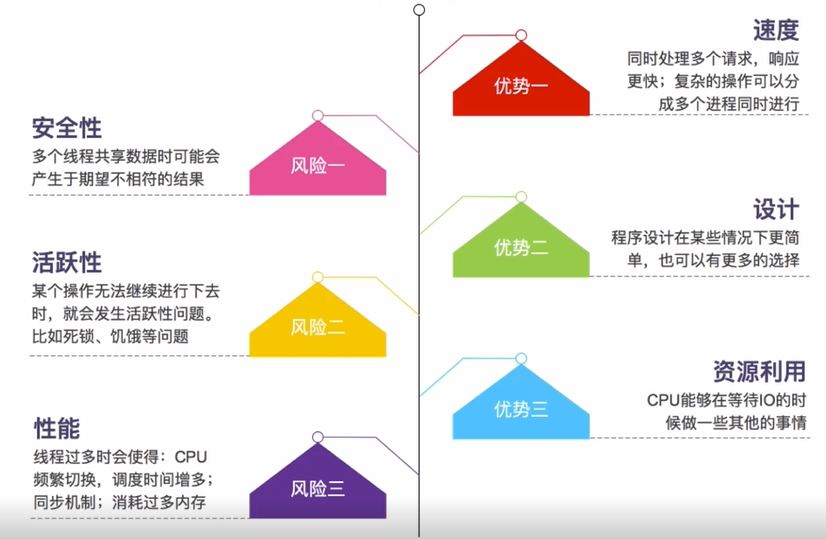 速度
同时处理多个请求，响应
更快；复杂的操作可以分
成多个进程同时进行
优势一
安全性
多个线程共享数据时可能会
产生于期望不相符的结果
风险一
设计
程序设计在某些情况下更简
单，也可以有更多的选择
优势二
活跃性
某个操作无法继续进行下去
时，就会发生活跃性问题。
比如死锁、饥饿等问题
风险二
资源利用
CPU能够在等待IO的时
候做一些其他的事情
优势三
性能
线程过多时会使得：CPU
频繁切换，调度时间增多；
同步机制；消耗过多内存
风险三